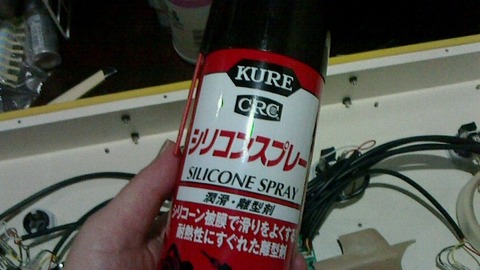 KURE
CRC
シリコンスプレー
SILICONE SPRAY
潤滑・離型剤
シリコーン被膜で滑りをよくする
耐熱性にすぐれた離型剤